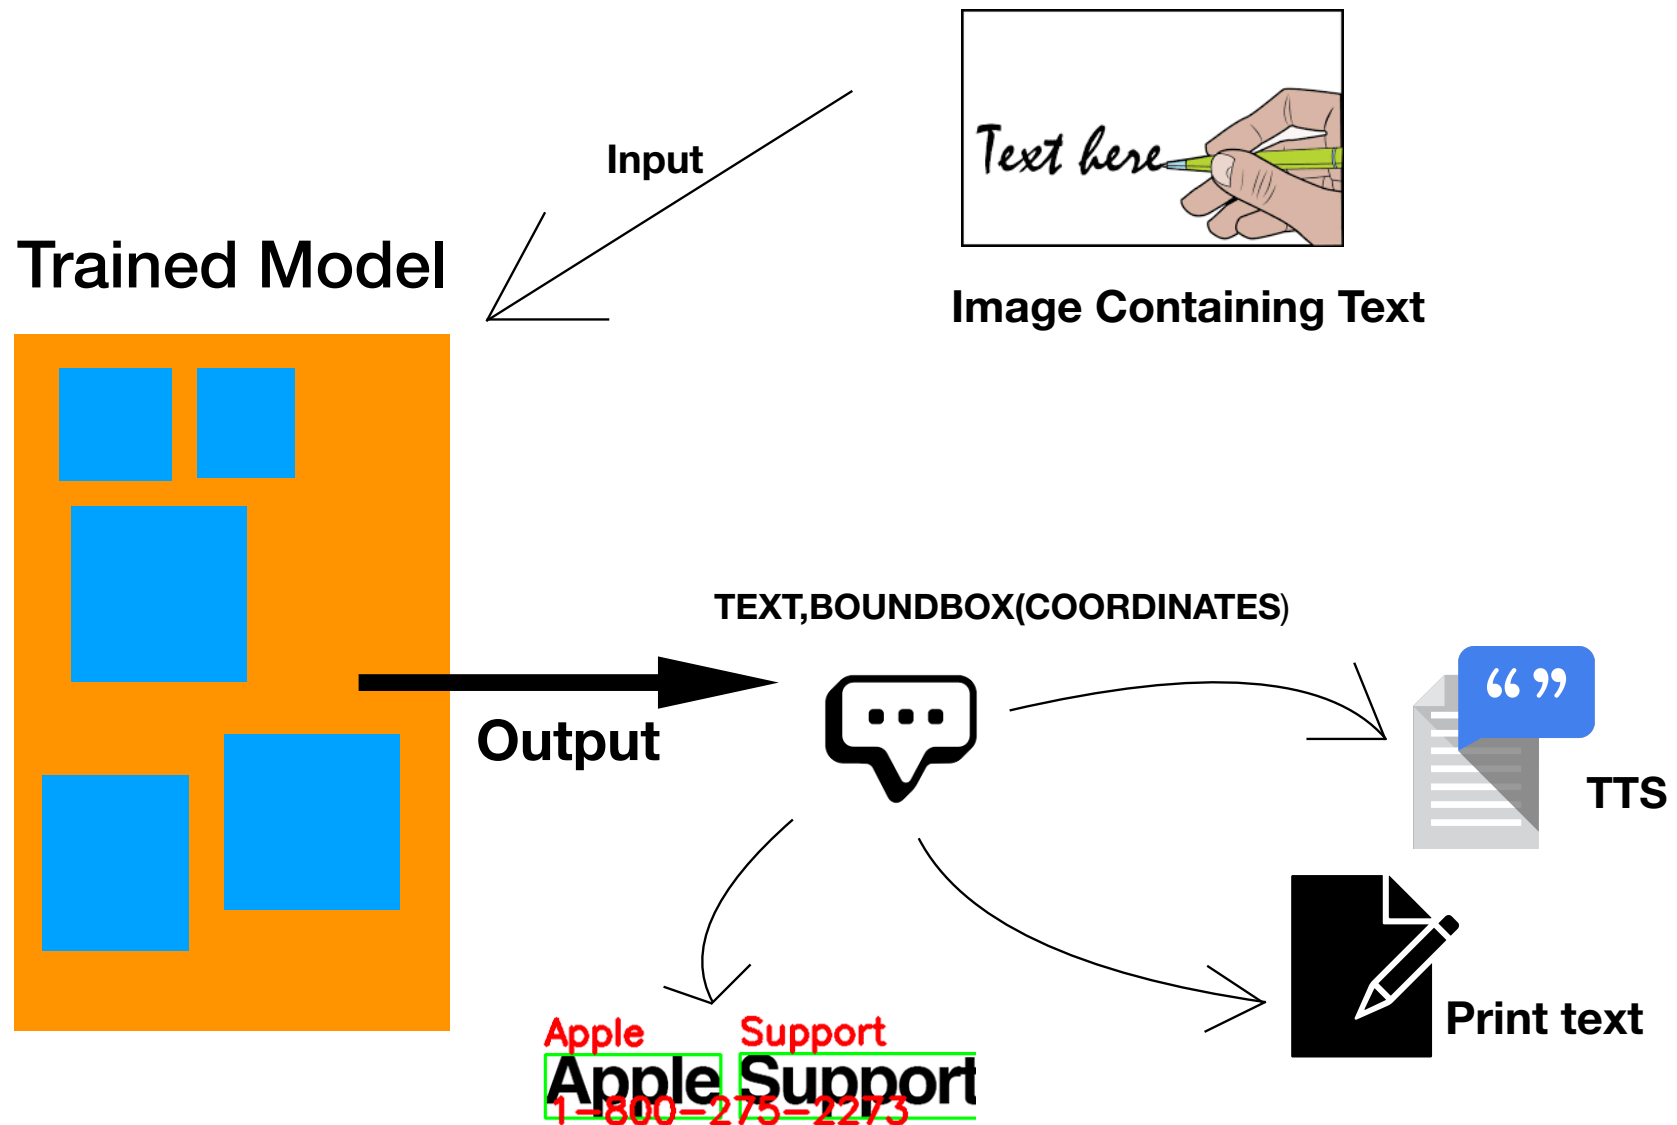 Text here
Input
Trained Model
Image Containing Text
TEXT,BOUNDBOX(COORDINATES)
“ ”
Output
TTS
Print text
Apple Support
Apple Support
1-800-275-2273